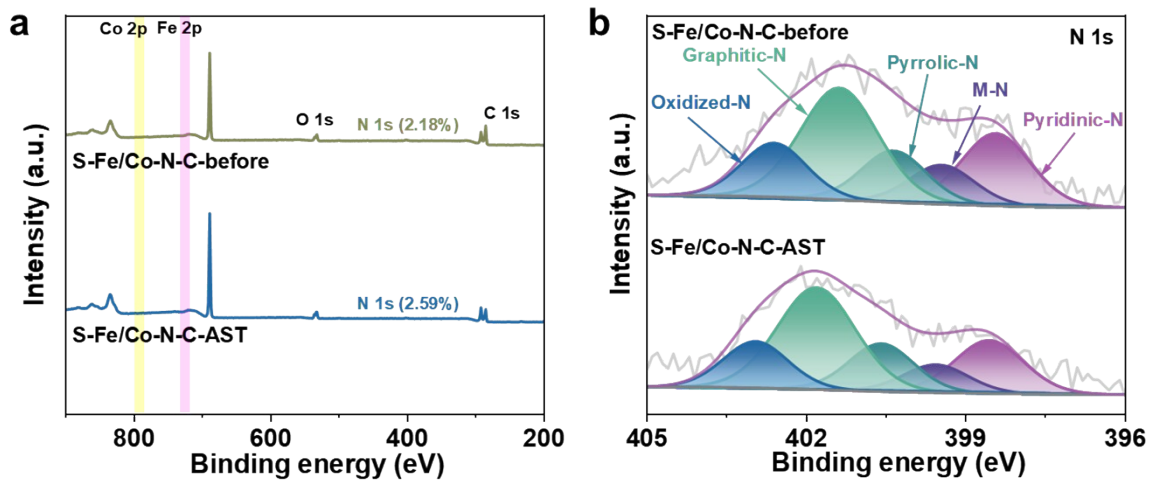 a
Co 2p Fe 2p
O 1s
N 1s (2.18%)
C 1s
S-Fe/Co-N-C-before
N 1s (2.59%)
S-Fe/Co-N-C-AST
Intensity (a.u.)
800 600 400 200
Binding energy (eV)
b
S-Fe/Co-N-C-before
N 1s
Graphitic-N
Pyrrolic-N
Oxidized-N
M-N
Pyridinic-N
S-Fe/Co-N-C-AST
Intensity (a.u.)
405 402 399 396
Binding energy (eV)